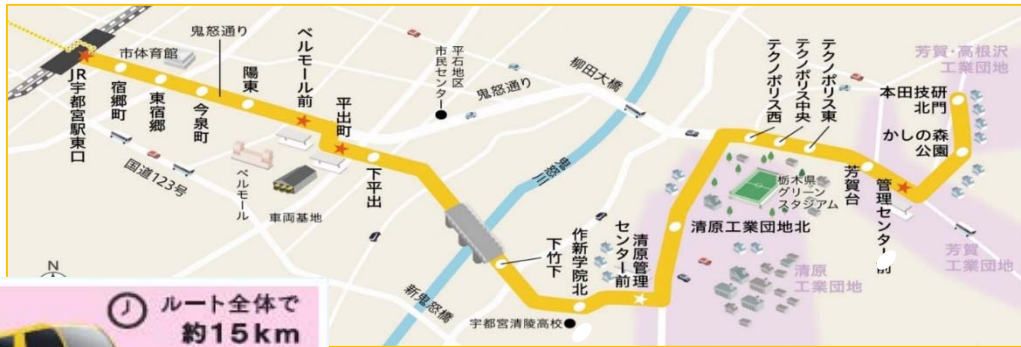 鬼怒通り
市体育館
JR宇都宮駅東口
宿郷町
東宿郷
今泉町
陽東
ベルモール前
平出町
下平出
平石地区
市民センター
鬼怒通り
柳田大橋
国道123号
ベルモール
車両基地
鬼怒川
新鬼怒橋
下竹下
作新学院北
清原管理
センター前
宇都宮清陵高校
清原工業団地北
テクノポリス西
テクノポリス中央
テクノポリス東
栃木県
グリーン
スタジアム
清原
工業団地
芳賀台
管理センター前
芳賀
工業団地
かしの森
公園
本田技研
北門
芳賀・高根沢
工業団地
N
ルート全体で
約15km